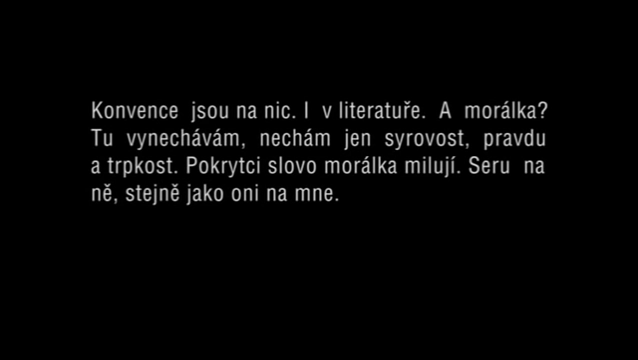 Konvence jsou na nic. I v literatuře. A morálka?
Tu vynechávám, nechám jen syrovost, pravdu
a trpkost. Pokrytci slovo morálka milují. Seru na
ně, stejně jako oni na mne.